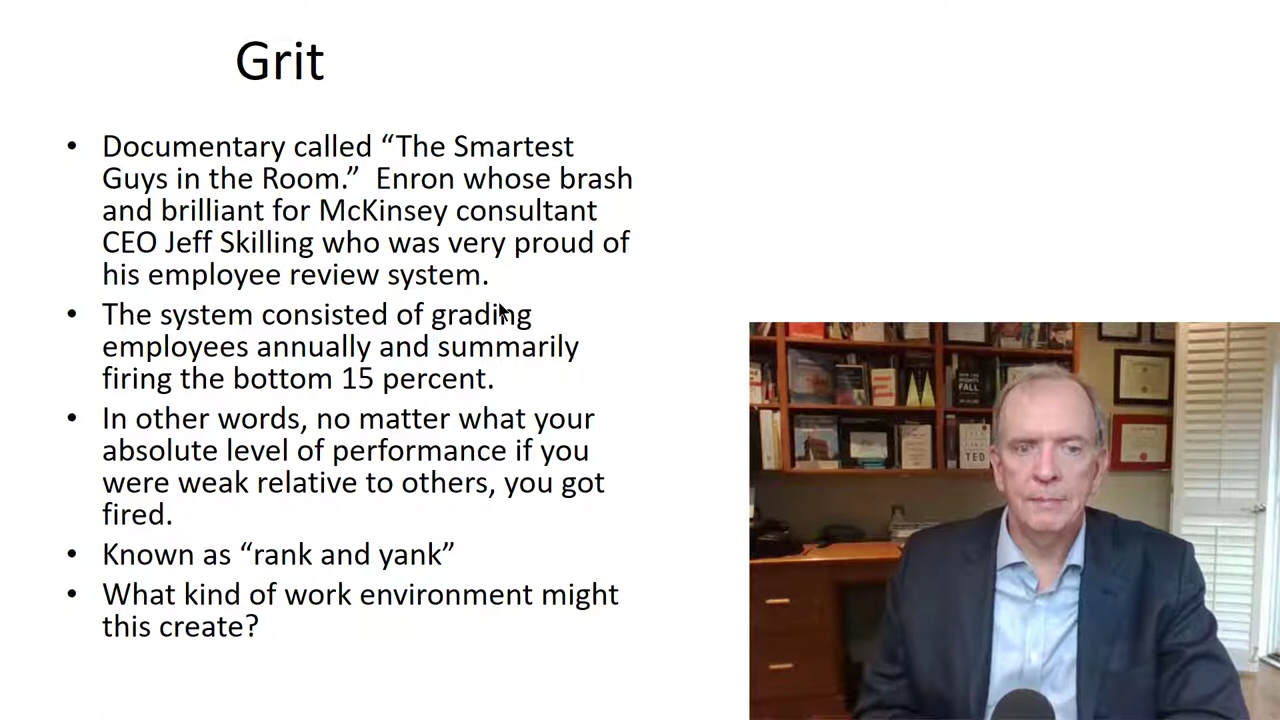 Grit
• Documentary called “The Smartest
Guys in the Room.”  Enron whose brash
and brilliant for McKinsey consultant
CEO Jeff Skilling who was very proud of
his employee review system.
• The system consisted of grading
employees annually and summarily
firing the bottom 15 percent.
• In other words, no matter what your
absolute level of performance if you
were weak relative to others, you got
fired.
• Known as “rank and yank”
• What kind of work environment might
this create?
FALL
TED